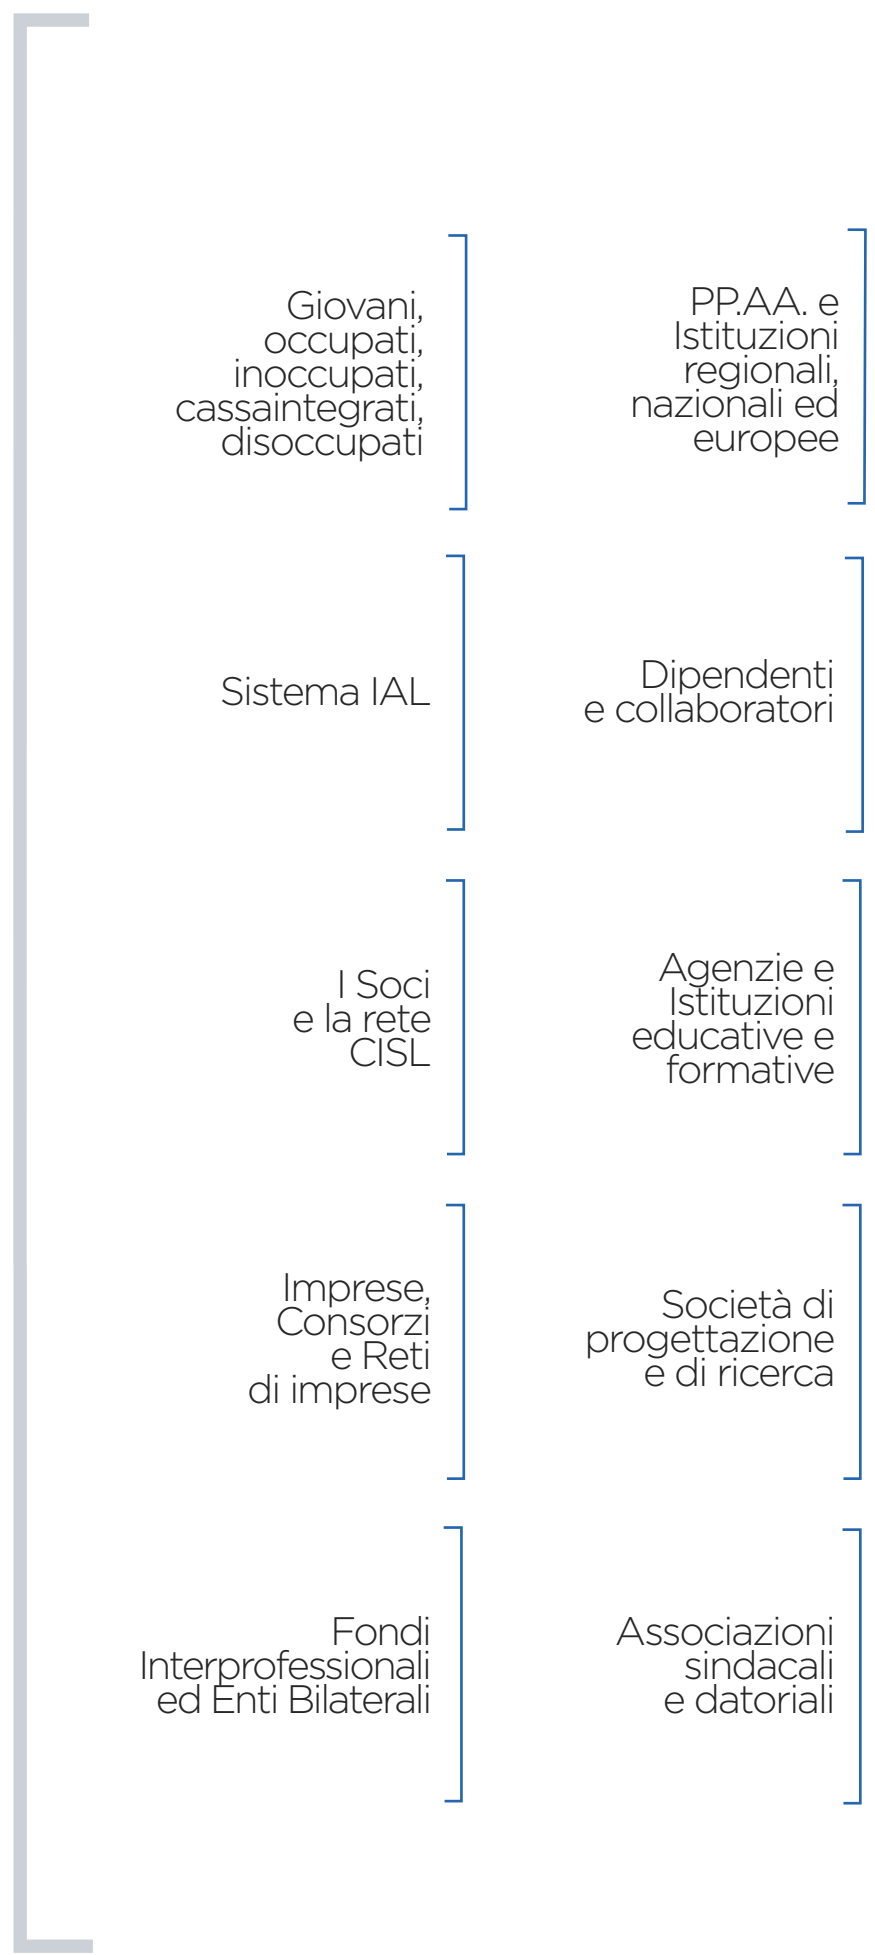 Giovani,
occupati,
inoccupati,
cassaintegrati,
disoccupati
PP.AA. e
Istituzioni
regionali,
nazionali ed
europee
Sistema IAL
Dipendenti
e collaboratori
I Soci
e la rete
CISL
Agenzie e
Istituzioni
educative e
formative
Imprese,
Consorzi
e Reti
di imprese
Società di
progettazione
e di ricerca
Fondi
Interprofessionali
ed Enti Bilaterali
Associazioni
sindacali
e datoriali